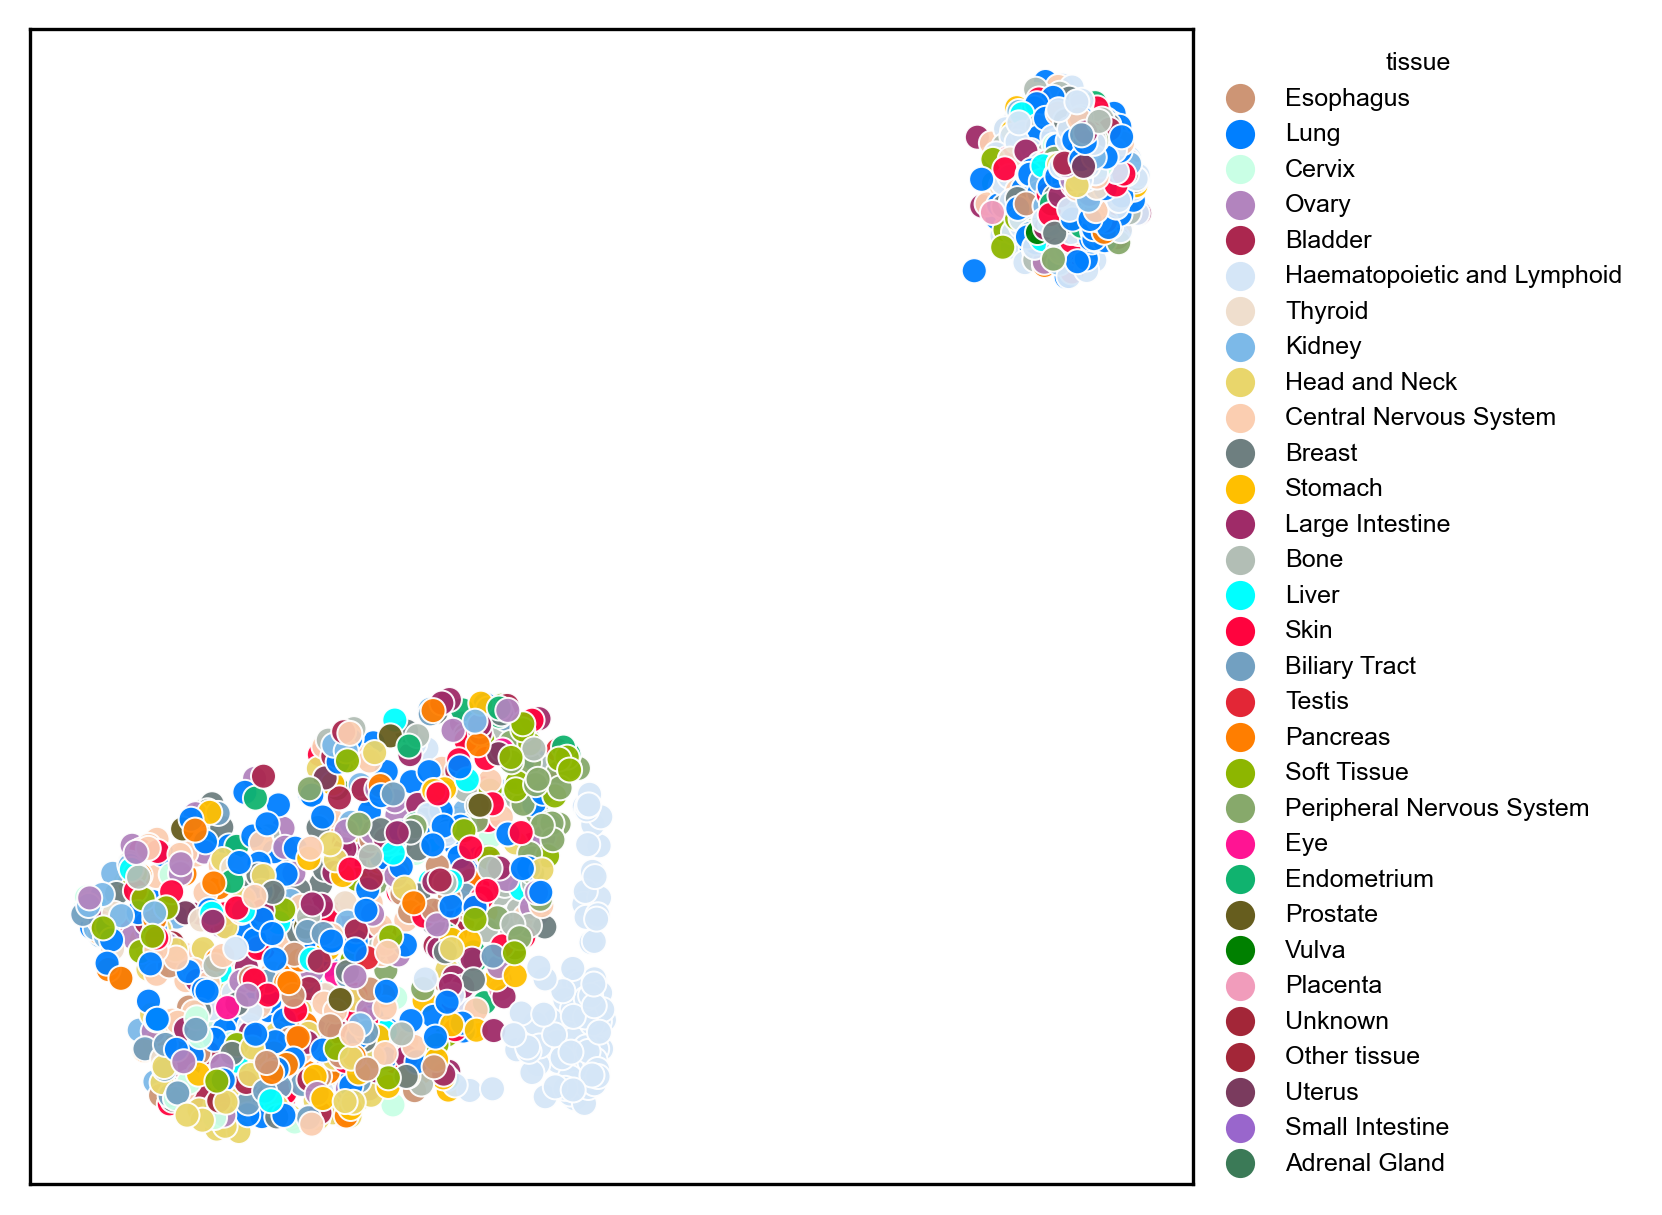 tissue
Esophagus
Lung
Cervix
Ovary
Bladder
Haematopoietic and Lymphoid
Thyroid
Kidney
Head and Neck
Central Nervous System
Breast
Stomach
Large Intestine
Bone
Liver
Skin
Biliary Tract
Testis
Pancreas
Soft Tissue
Peripheral Nervous System
Eye
Endometrium
Prostate
Vulva
Placenta
Unknown
Other tissue
Uterus
Small Intestine
Adrenal Gland